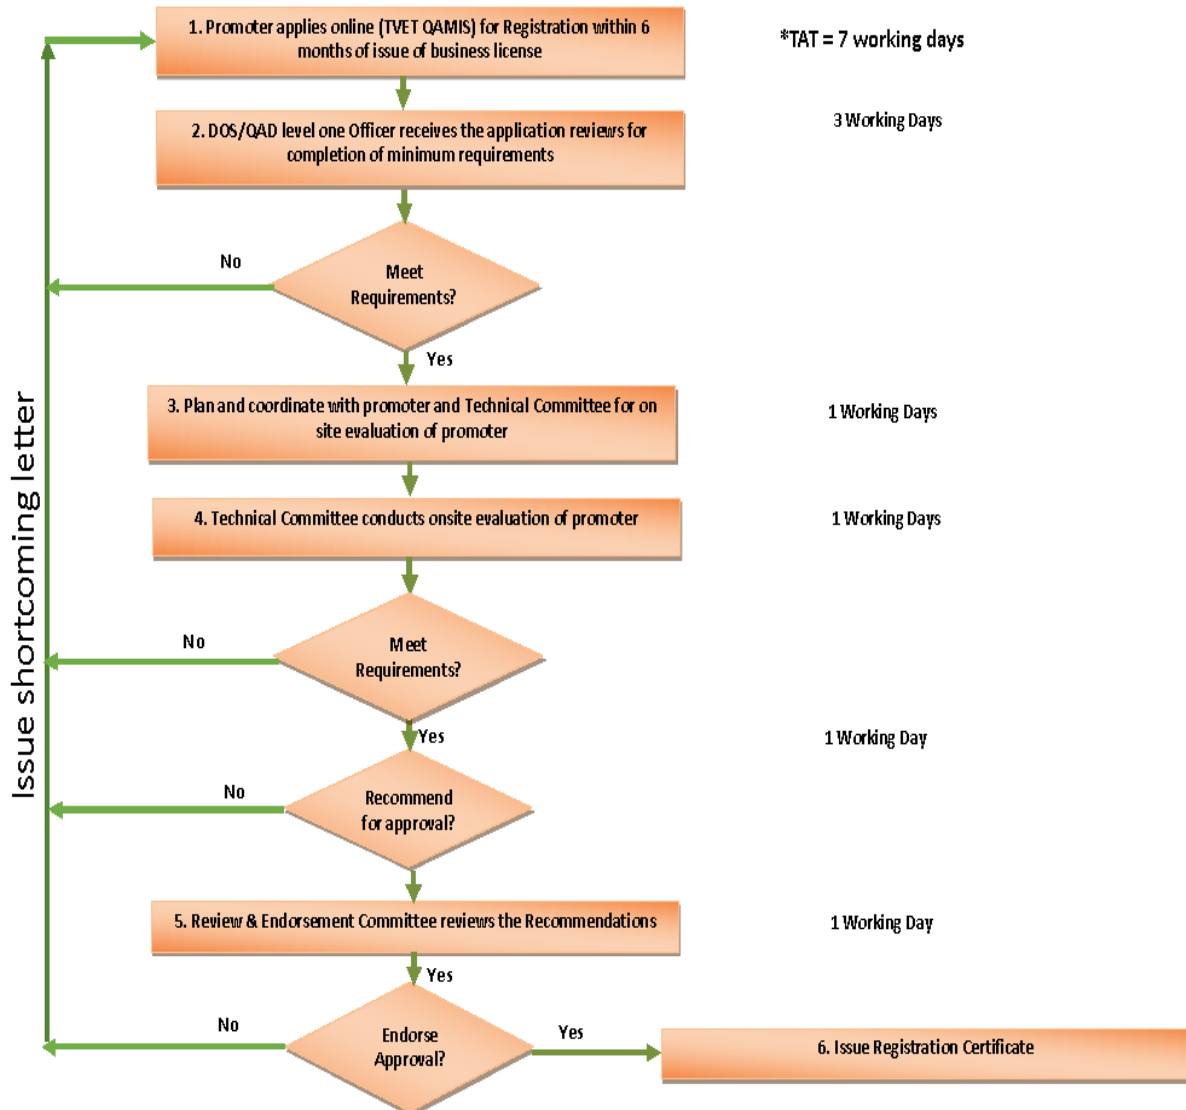 1. Promoter applies online (TVET QAMIS) for Registration within 6
months of issue of business license
*TAT = 7 working days
2. DOS/QAD level one Officer receives the application reviews for
completion of minimum requirements
3 Working Days
Meet
Requirements?
No
Yes
3. Plan and coordinate with promoter and Technical Committee for on
site evaluation of promoter
1 Working Days
4. Technical Committee conducts onsite evaluation of promoter
1 Working Days
Issue shortcoming letter
No
Meet
Requirements?
Yes
1 Working Day
No
Recommend
for approval?
5. Review & Endorsement Committee reviews the Recommendations
1 Working Day
Yes
No
Endorse
Approval?
Yes
6. Issue Registration Certificate